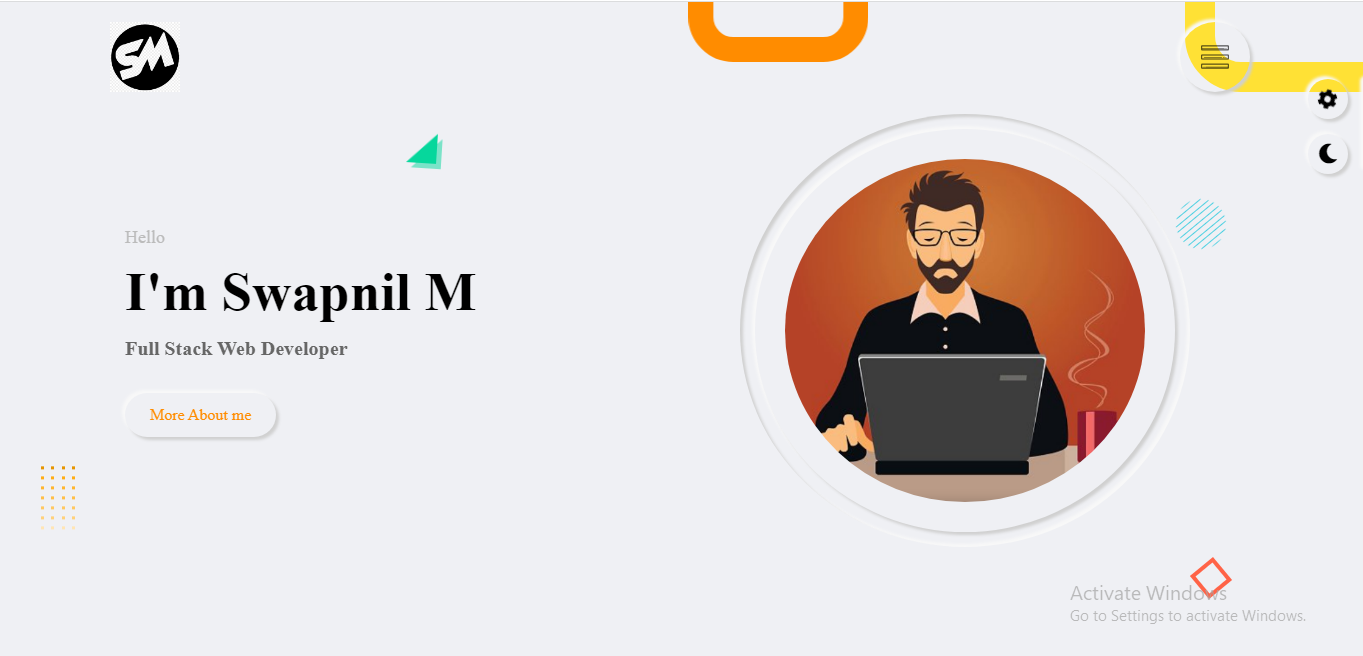 SM
Hello
I'm Swapnil M
Full Stack Web Developer
More About me
Activate Windows
Go to Settings to activate Windows.